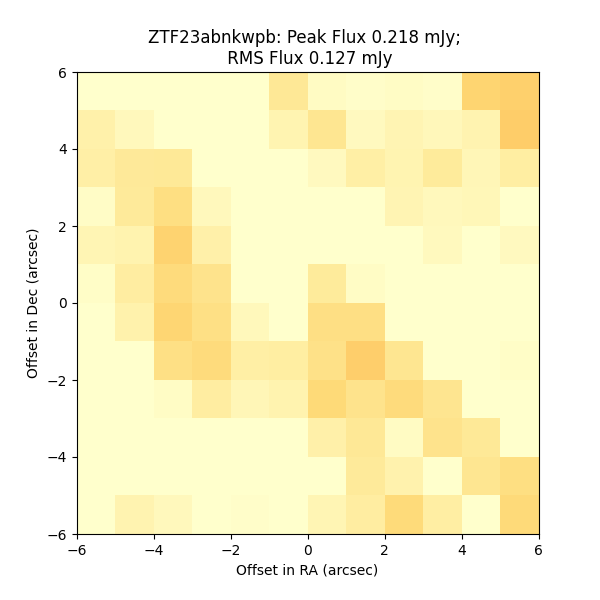 ZTF23abnkwpb: Peak Flux 0.218 mJy;
RMS Flux 0.127 mJy
6
4
2
0
−2
−4
−6
Offset in Dec (arcsec)
−6 −4 −2 0 2 4 6
Offset in RA (arcsec)